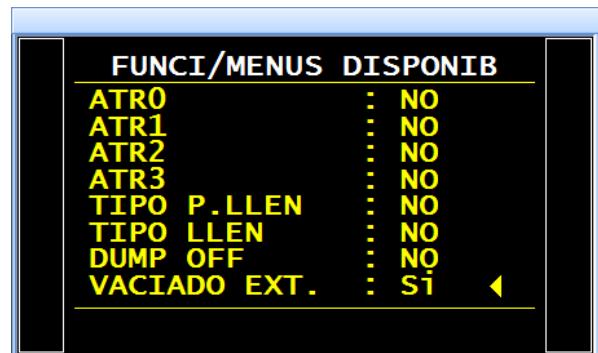 FUNCI/MENUS DISPONIB
ATR0 : NO
ATR1 : NO
ATR2 : NO
ATR3 : NO
TIPO P.LLEN : NO
TIPO LLEN : NO
DUMP OFF : NO
VACIADO EXT. : Si